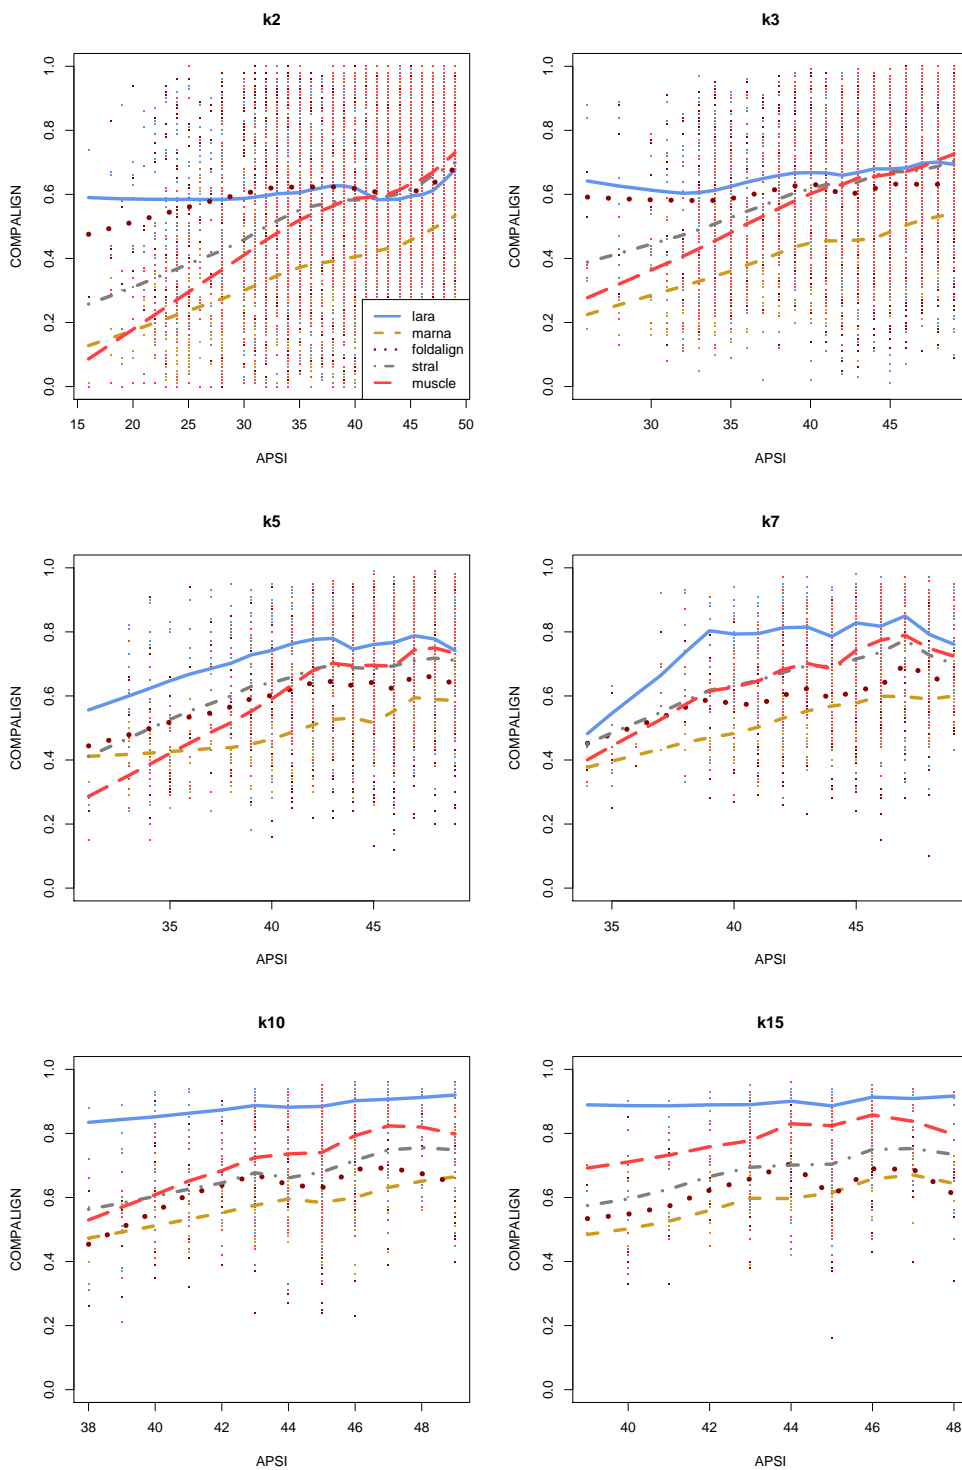 k2
COMPALIGN
0.0 0.2 0.4 0.6 0.8 1.0
lara
marna
foldalign
stral
muscle
15 20 25 30 35 40 45 50
APSI
k3
COMPALIGN
0.0 0.2 0.4 0.6 0.8 1.0
30 35 40 45
APSI
k5
COMPALIGN
0.0 0.2 0.4 0.6 0.8 1.0
35 40 45
APSI
k7
COMPALIGN
0.0 0.2 0.4 0.6 0.8 1.0
35 40 45
APSI
k10
COMPALIGN
0.0 0.2 0.4 0.6 0.8 1.0
38 40 42 44 46 48
APSI
k15
COMPALIGN
0.0 0.2 0.4 0.6 0.8 1.0
40 42 44 46 48
APSI